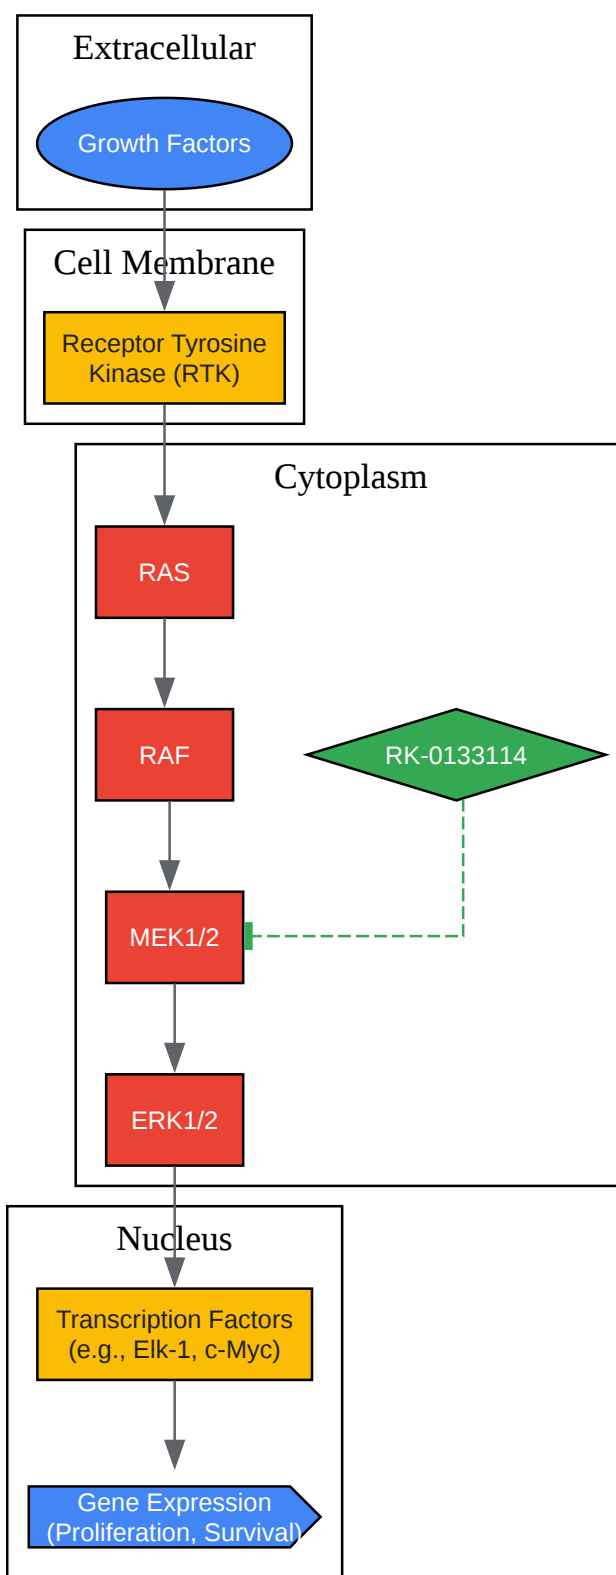 Extracellular
Growth Factors
Cell Membrane
Receptor Tyrosine
Kinase (RTK)
Cytoplasm
RAS
RAF
RK-0133114
MEK1/2
ERK1/2
Nucleus
Transcription Factors
(e.g., Elk-1, c-Myc)
Gene Expression
(Proliferation, Survival)